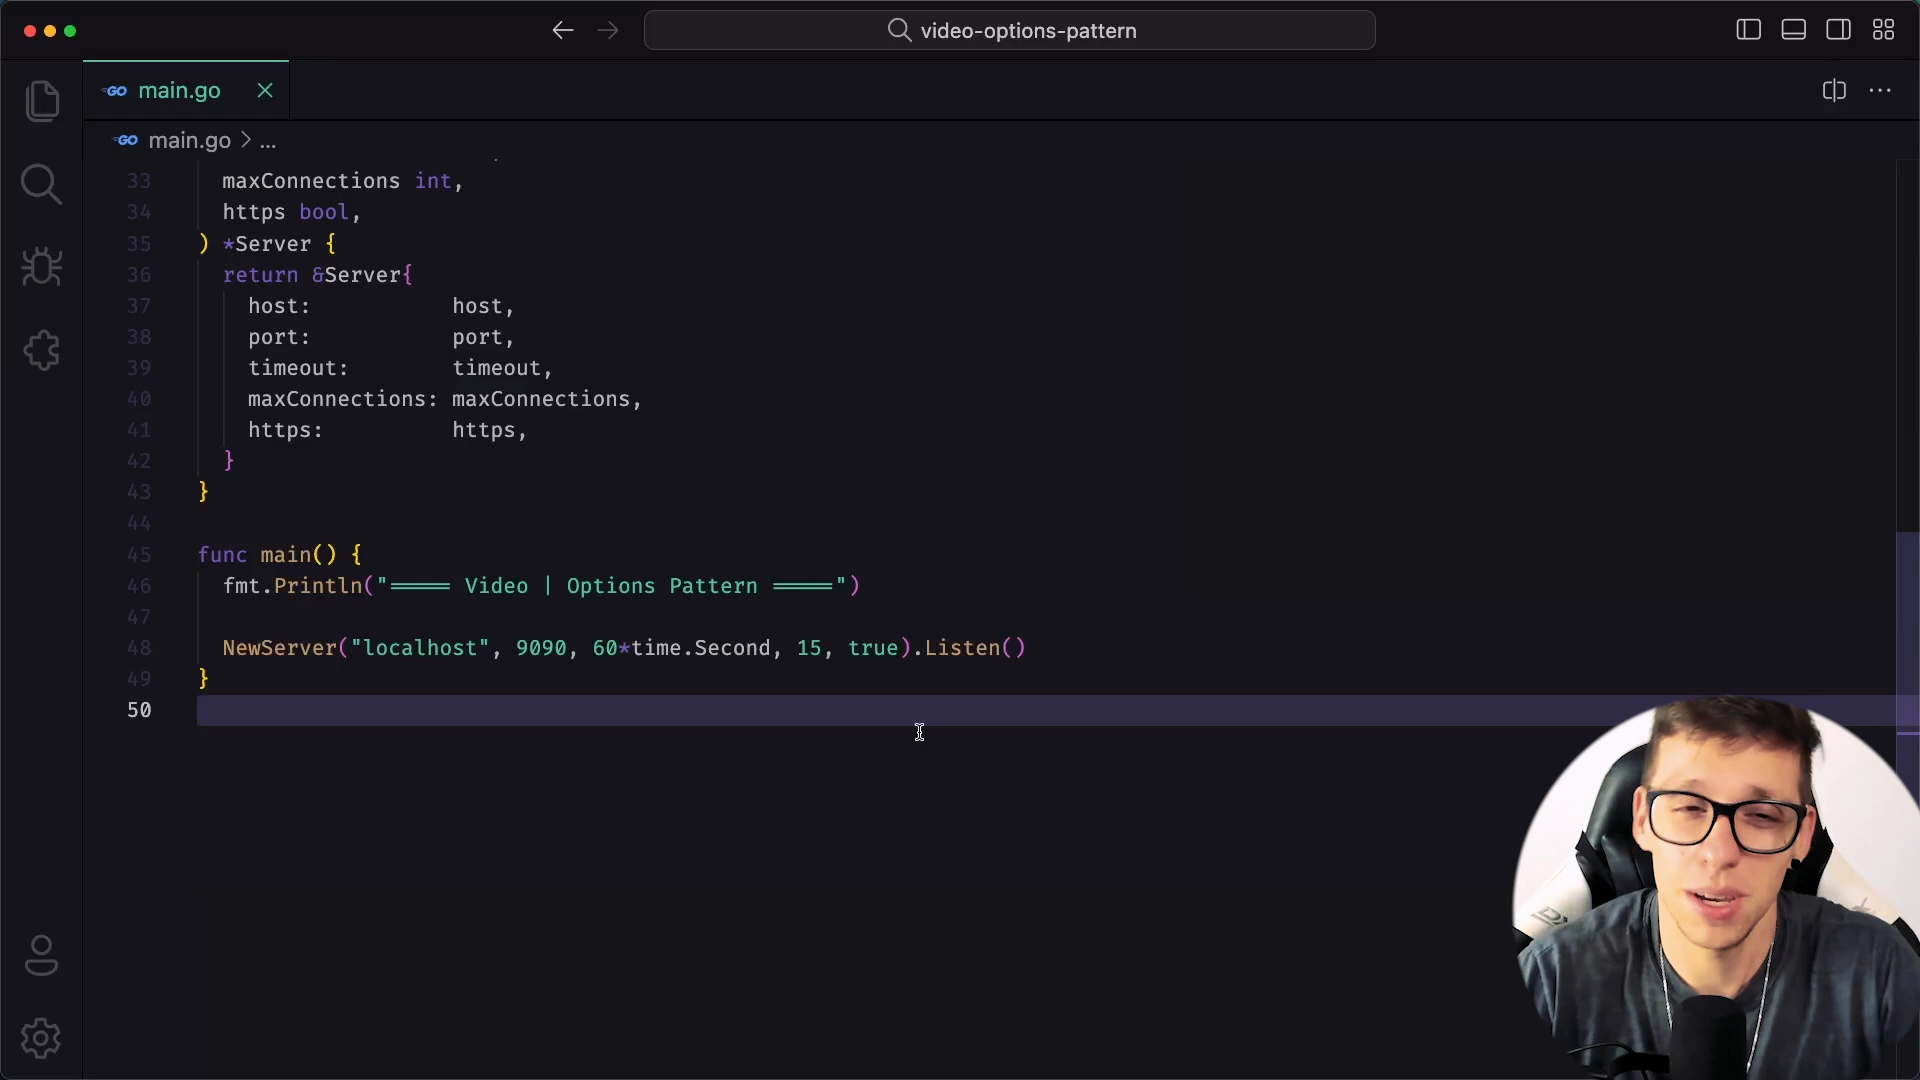 video-options-pattern
GO main.go
GO main.go > ...
33 maxConnections int,
34 https bool,
35 ) *Server {
36 return &Server{
37 host: host,
38 port: port,
39 timeout: timeout,
40 maxConnections: maxConnections,
41 https: https,
42 }
43 }
44
45 func main() {
46 fmt.Println("===== Video | Options Pattern =====")
47
48 NewServer("localhost", 9090, 60*time.Second, 15, true).Listen()
49 }
50